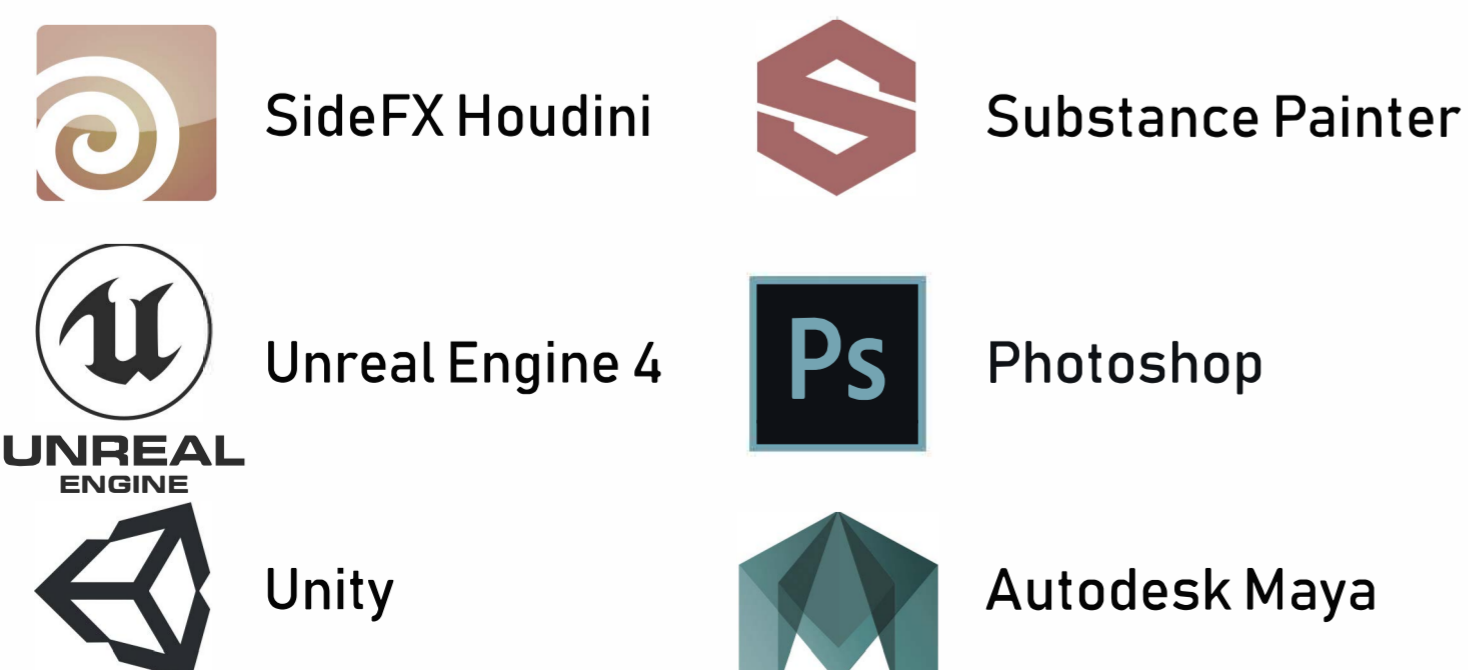 SideFX Houdini
Substance Painter
Unreal Engine 4
UNREAL
ENGINE
Ps
Photoshop
Unity
Autodesk Maya